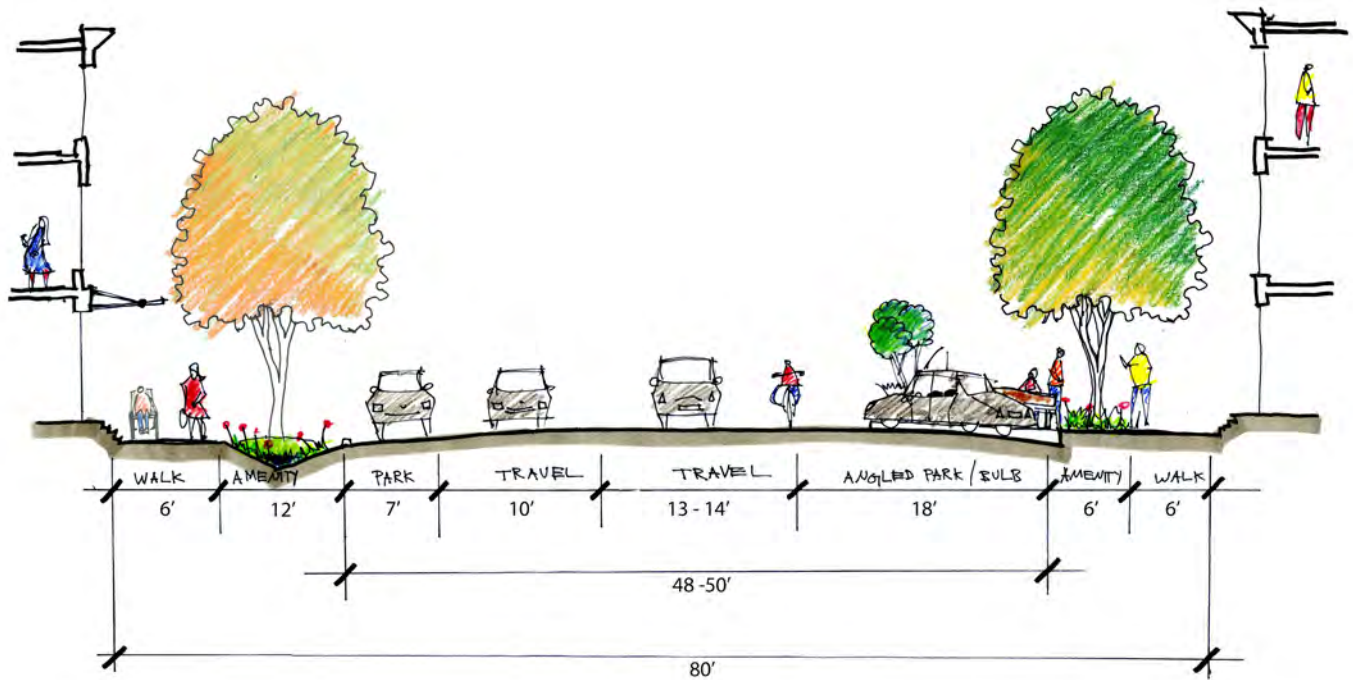 WALK AMENITY PARK TRAVEL TRAVEL ANGLED PARK / BULB AMENITY WALK
6' 12' 7' 10' 13 - 14' 18' 6' 6'
48 -50'
80'